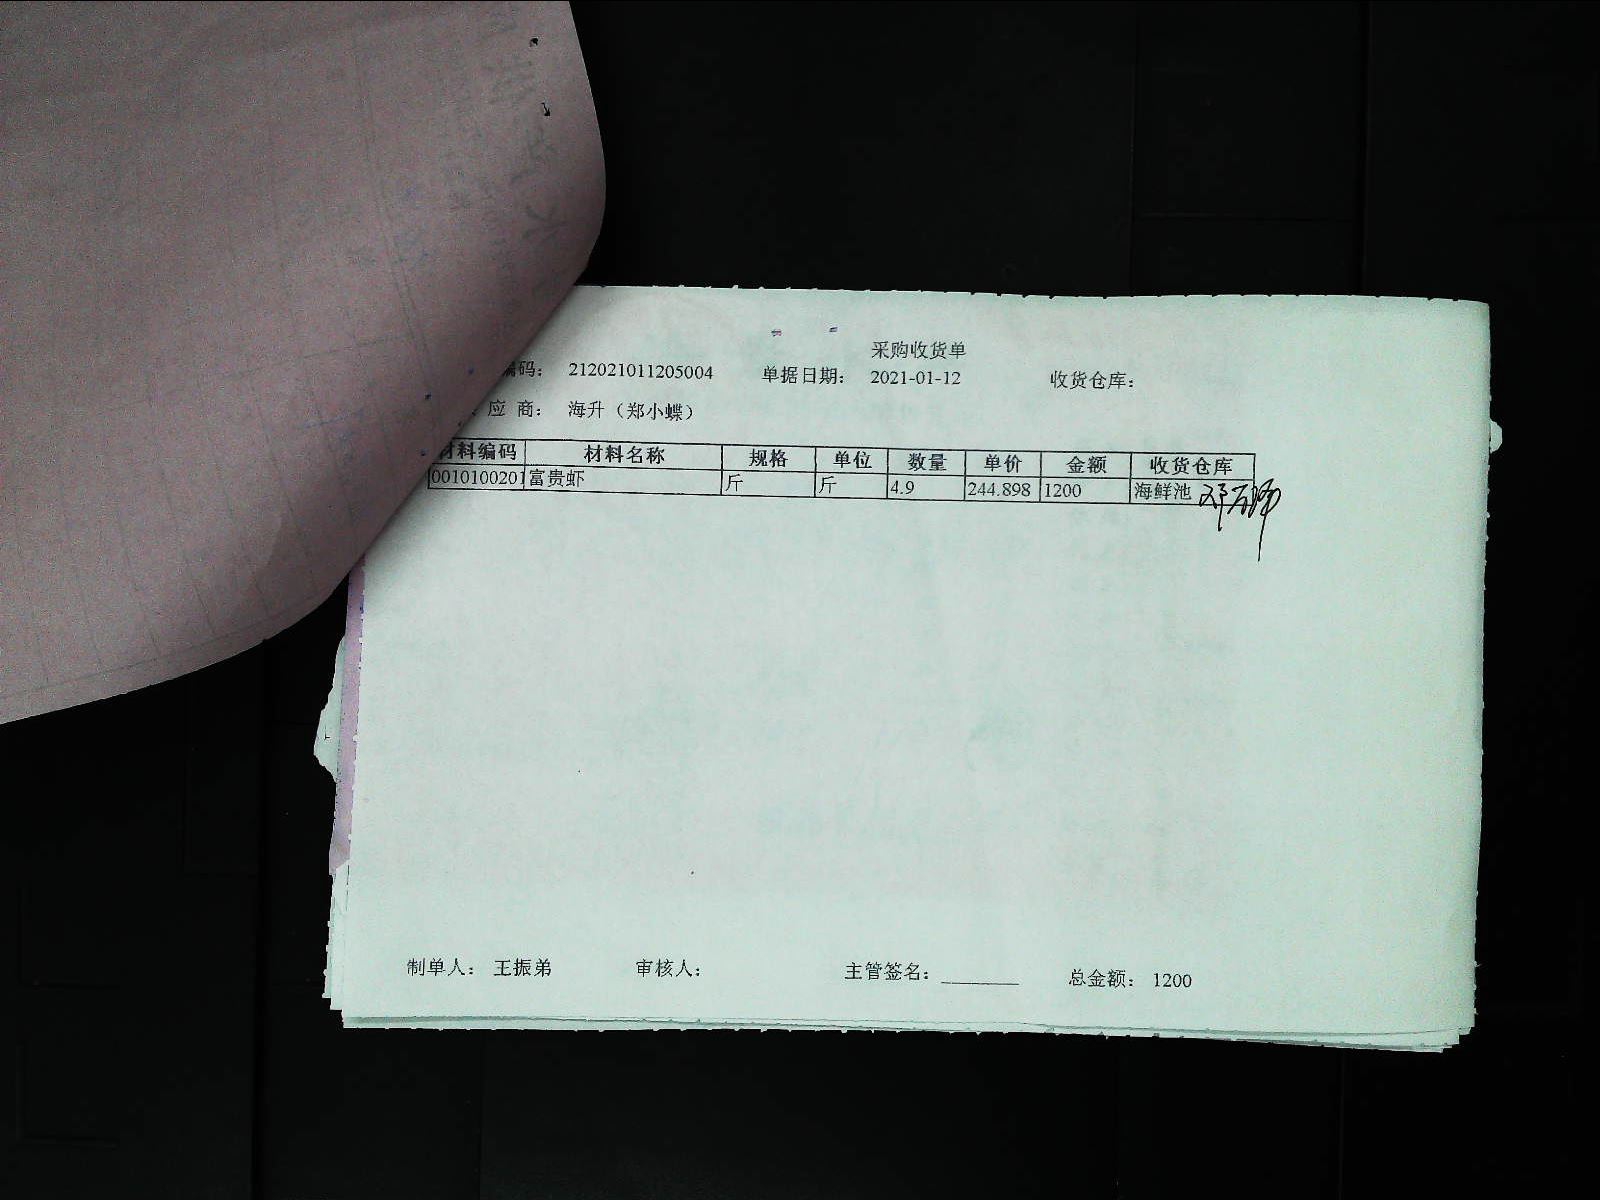 采购收货单
编码： 212021011205004 单据日期： 2021-01-12 收货仓库：
应 商： 海升（郑小蝶）
材料编码 材料名称 规格 单位 数量 单价 金额 收货仓库
0010100201 富贵虾 斤 斤 4.9 244.898 1200 海鲜池
制单人： 王振弟 审核人： 主管签名： 总金额： 1200